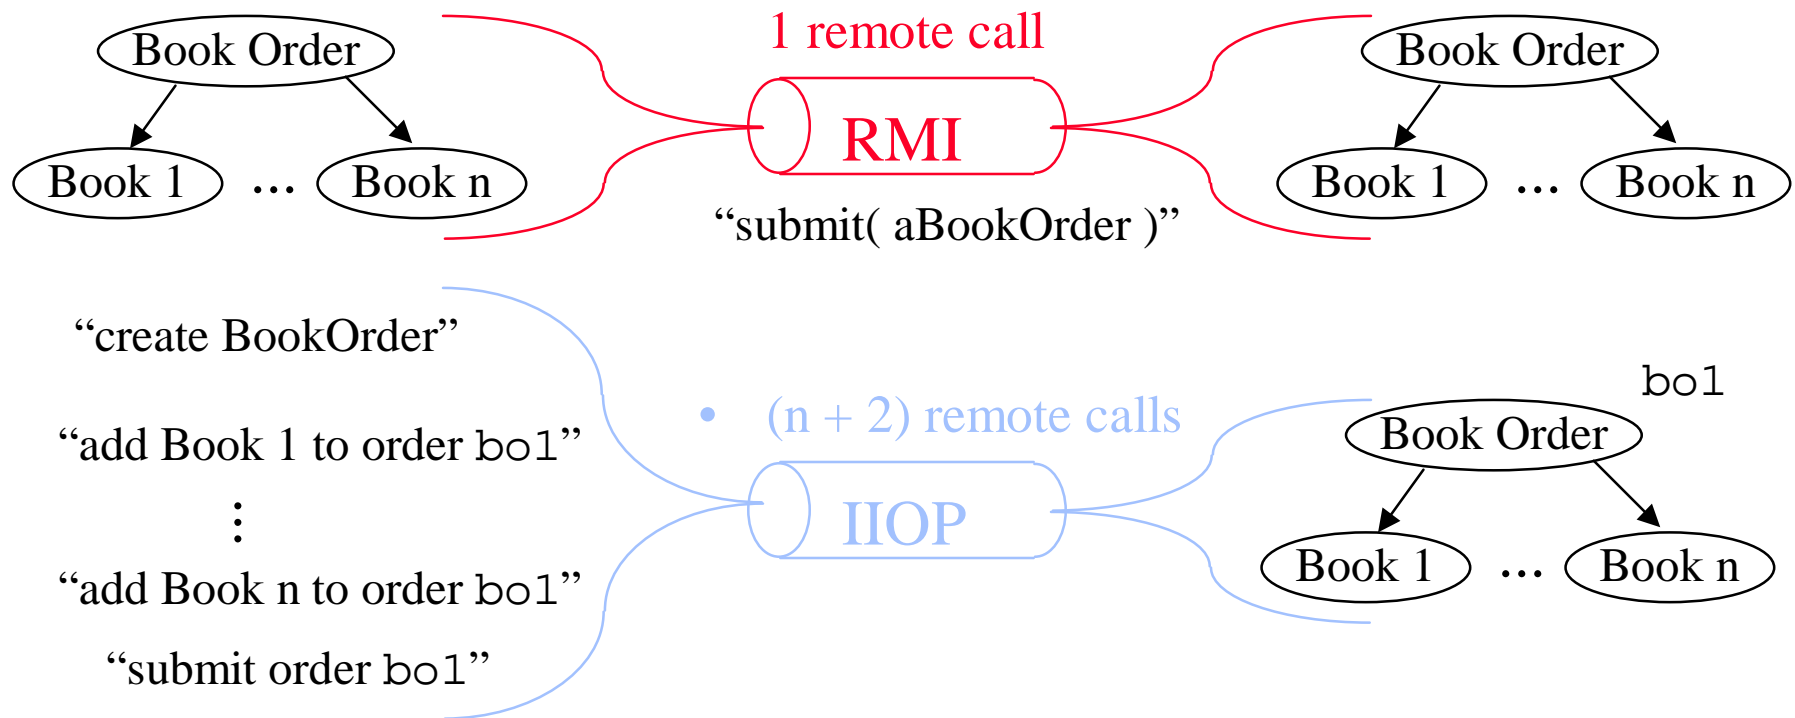 Book Order
Book 1 ... Book n
1 remote call
RMI
“submit( aBookOrder )”
Book Order
Book 1 ... Book n
“create BookOrder”
“add Book 1 to order bo1”
⋮
“add Book n to order bo1”
“submit order bo1”
• (n + 2) remote calls
IIOP
bo1
Book Order
Book 1 ... Book n